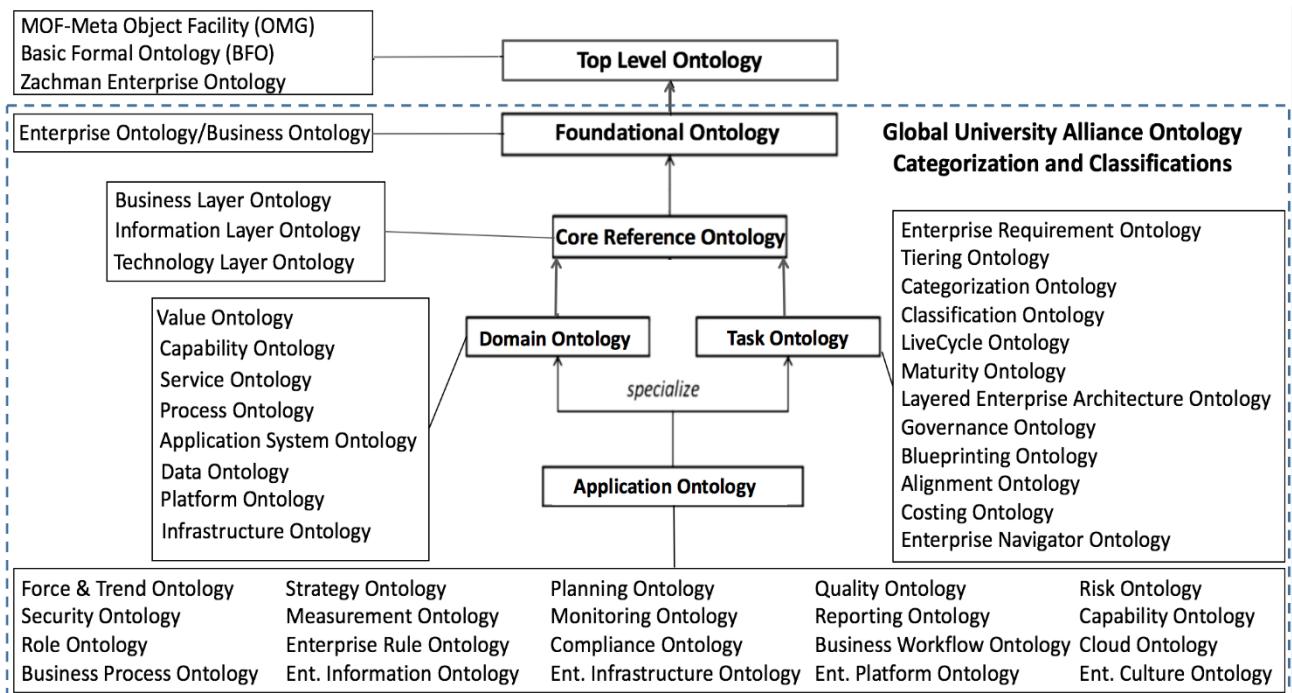 MOF-Meta Object Facility (OMG)
Basic Formal Ontology (BFO)
Zachman Enterprise Ontology
Top Level Ontology
Enterprise Ontology/Business Ontology
Foundational Ontology
Global University Alliance Ontology
Categorization and Classifications
Business Layer Ontology
Information Layer Ontology
Technology Layer Ontology
Core Reference Ontology
Enterprise Requirement Ontology
Tiering Ontology
Categorization Ontology
Classification Ontology
LiveCycle Ontology
Maturity Ontology
Layered Enterprise Architecture Ontology
Governance Ontology
Blueprinting Ontology
Alignment Ontology
Costing Ontology
Enterprise Navigator Ontology
Value Ontology
Capability Ontology
Service Ontology
Process Ontology
Application System Ontology
Data Ontology
Platform Ontology
Infrastructure Ontology
Domain Ontology
Task Ontology
specialize
Application Ontology
Force & Trend Ontology
Strategy Ontology
Planning Ontology
Quality Ontology
Risk Ontology
Security Ontology
Measurement Ontology
Monitoring Ontology
Reporting Ontology
Capability Ontology
Role Ontology
Enterprise Rule Ontology
Compliance Ontology
Business Workflow Ontology
Cloud Ontology
Business Process Ontology
Ent. Information Ontology
Ent. Infrastructure Ontology
Ent. Platform Ontology
Ent. Culture Ontology